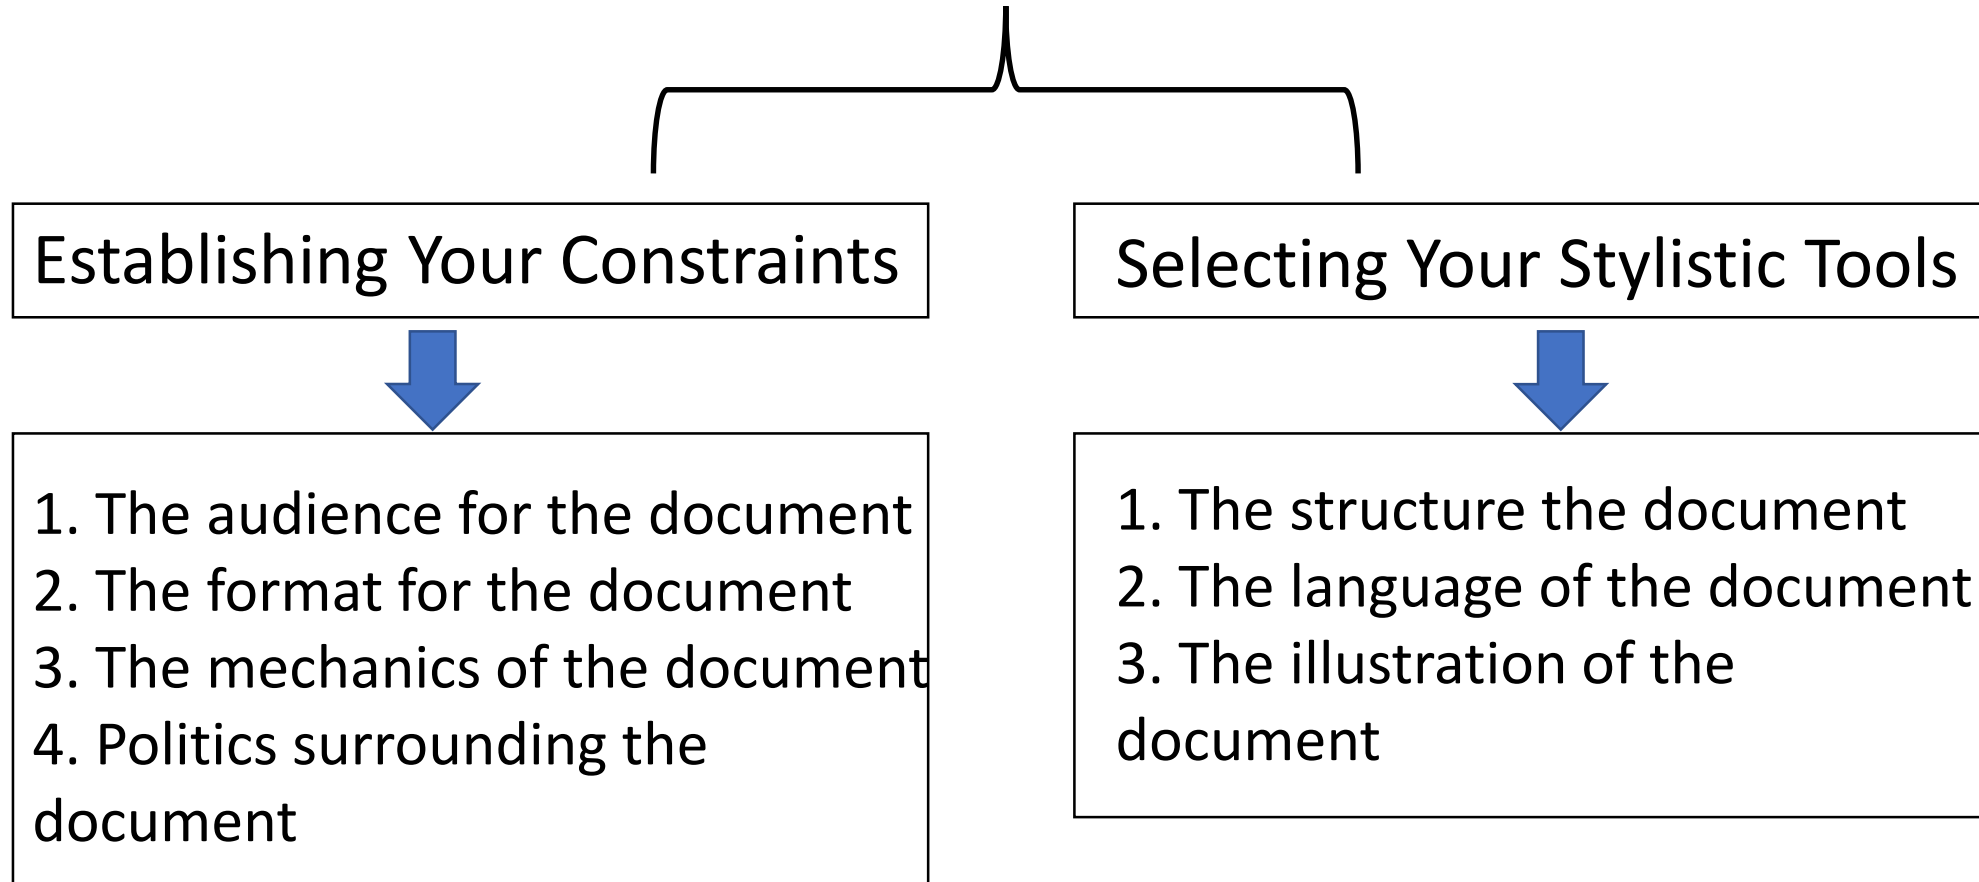 Establishing Your Constraints
Selecting Your Stylistic Tools
1. The audience for the document
2. The format for the document
3. The mechanics of the document
4. Politics surrounding the
document
1. The structure the document
2. The language of the document
3. The illustration of the
document